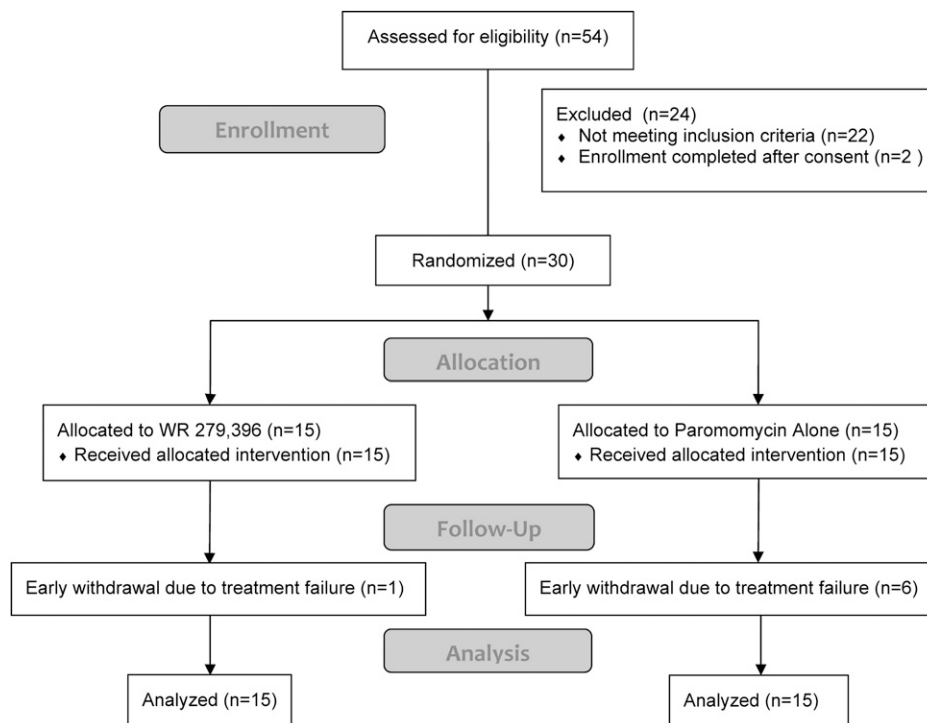 Assessed for eligibility (n=54)
Enrollment
Excluded (n=24)
♦ Not meeting inclusion criteria (n=22)
♦ Enrollment completed after consent (n=2 )
Randomized (n=30)
Allocation
Allocated to WR 279,396 (n=15)
♦ Received allocated intervention (n=15)
Allocated to Paromomycin Alone (n=15)
♦ Received allocated intervention (n=15)
Follow-Up
Early withdrawal due to treatment failure (n=1)
Early withdrawal due to treatment failure (n=6)
Analysis
Analyzed (n=15)
Analyzed (n=15)